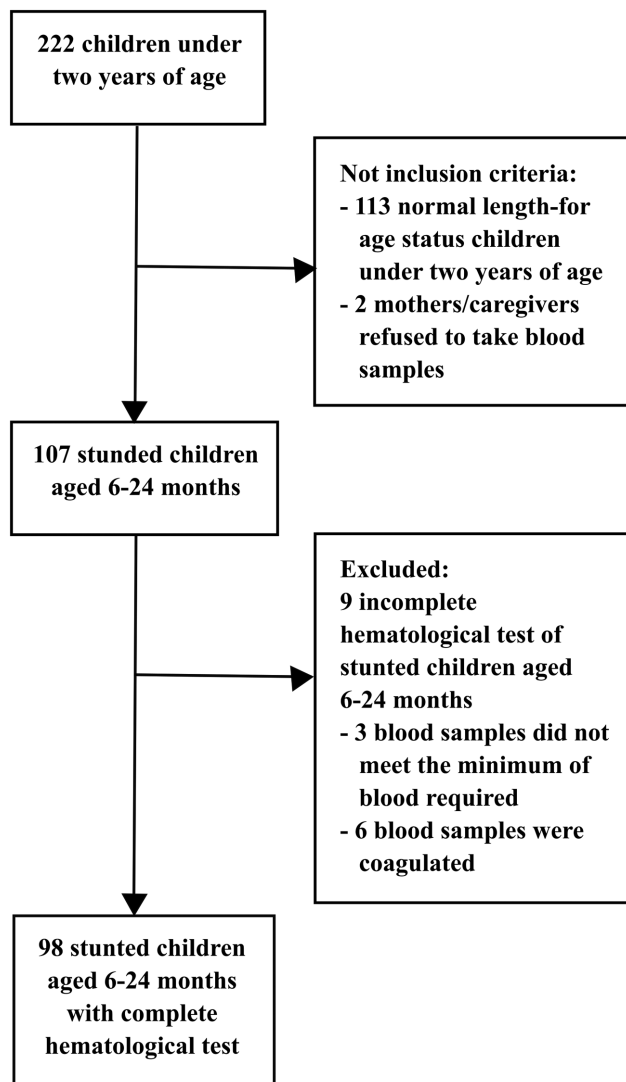 222 children under
two years of age
Not inclusion criteria:
- 113 normal length-for
age status children
under two years of age
- 2 mothers/caregivers
refused to take blood
samples
107 stunded children
aged 6-24 months
Excluded:
9 incomplete
hematological test of
stunted children aged
6-24 months
- 3 blood samples did not
meet the minimum of
blood required
- 6 blood samples were
coagulated
98 stunted children
aged 6-24 months
with complete
hematological test